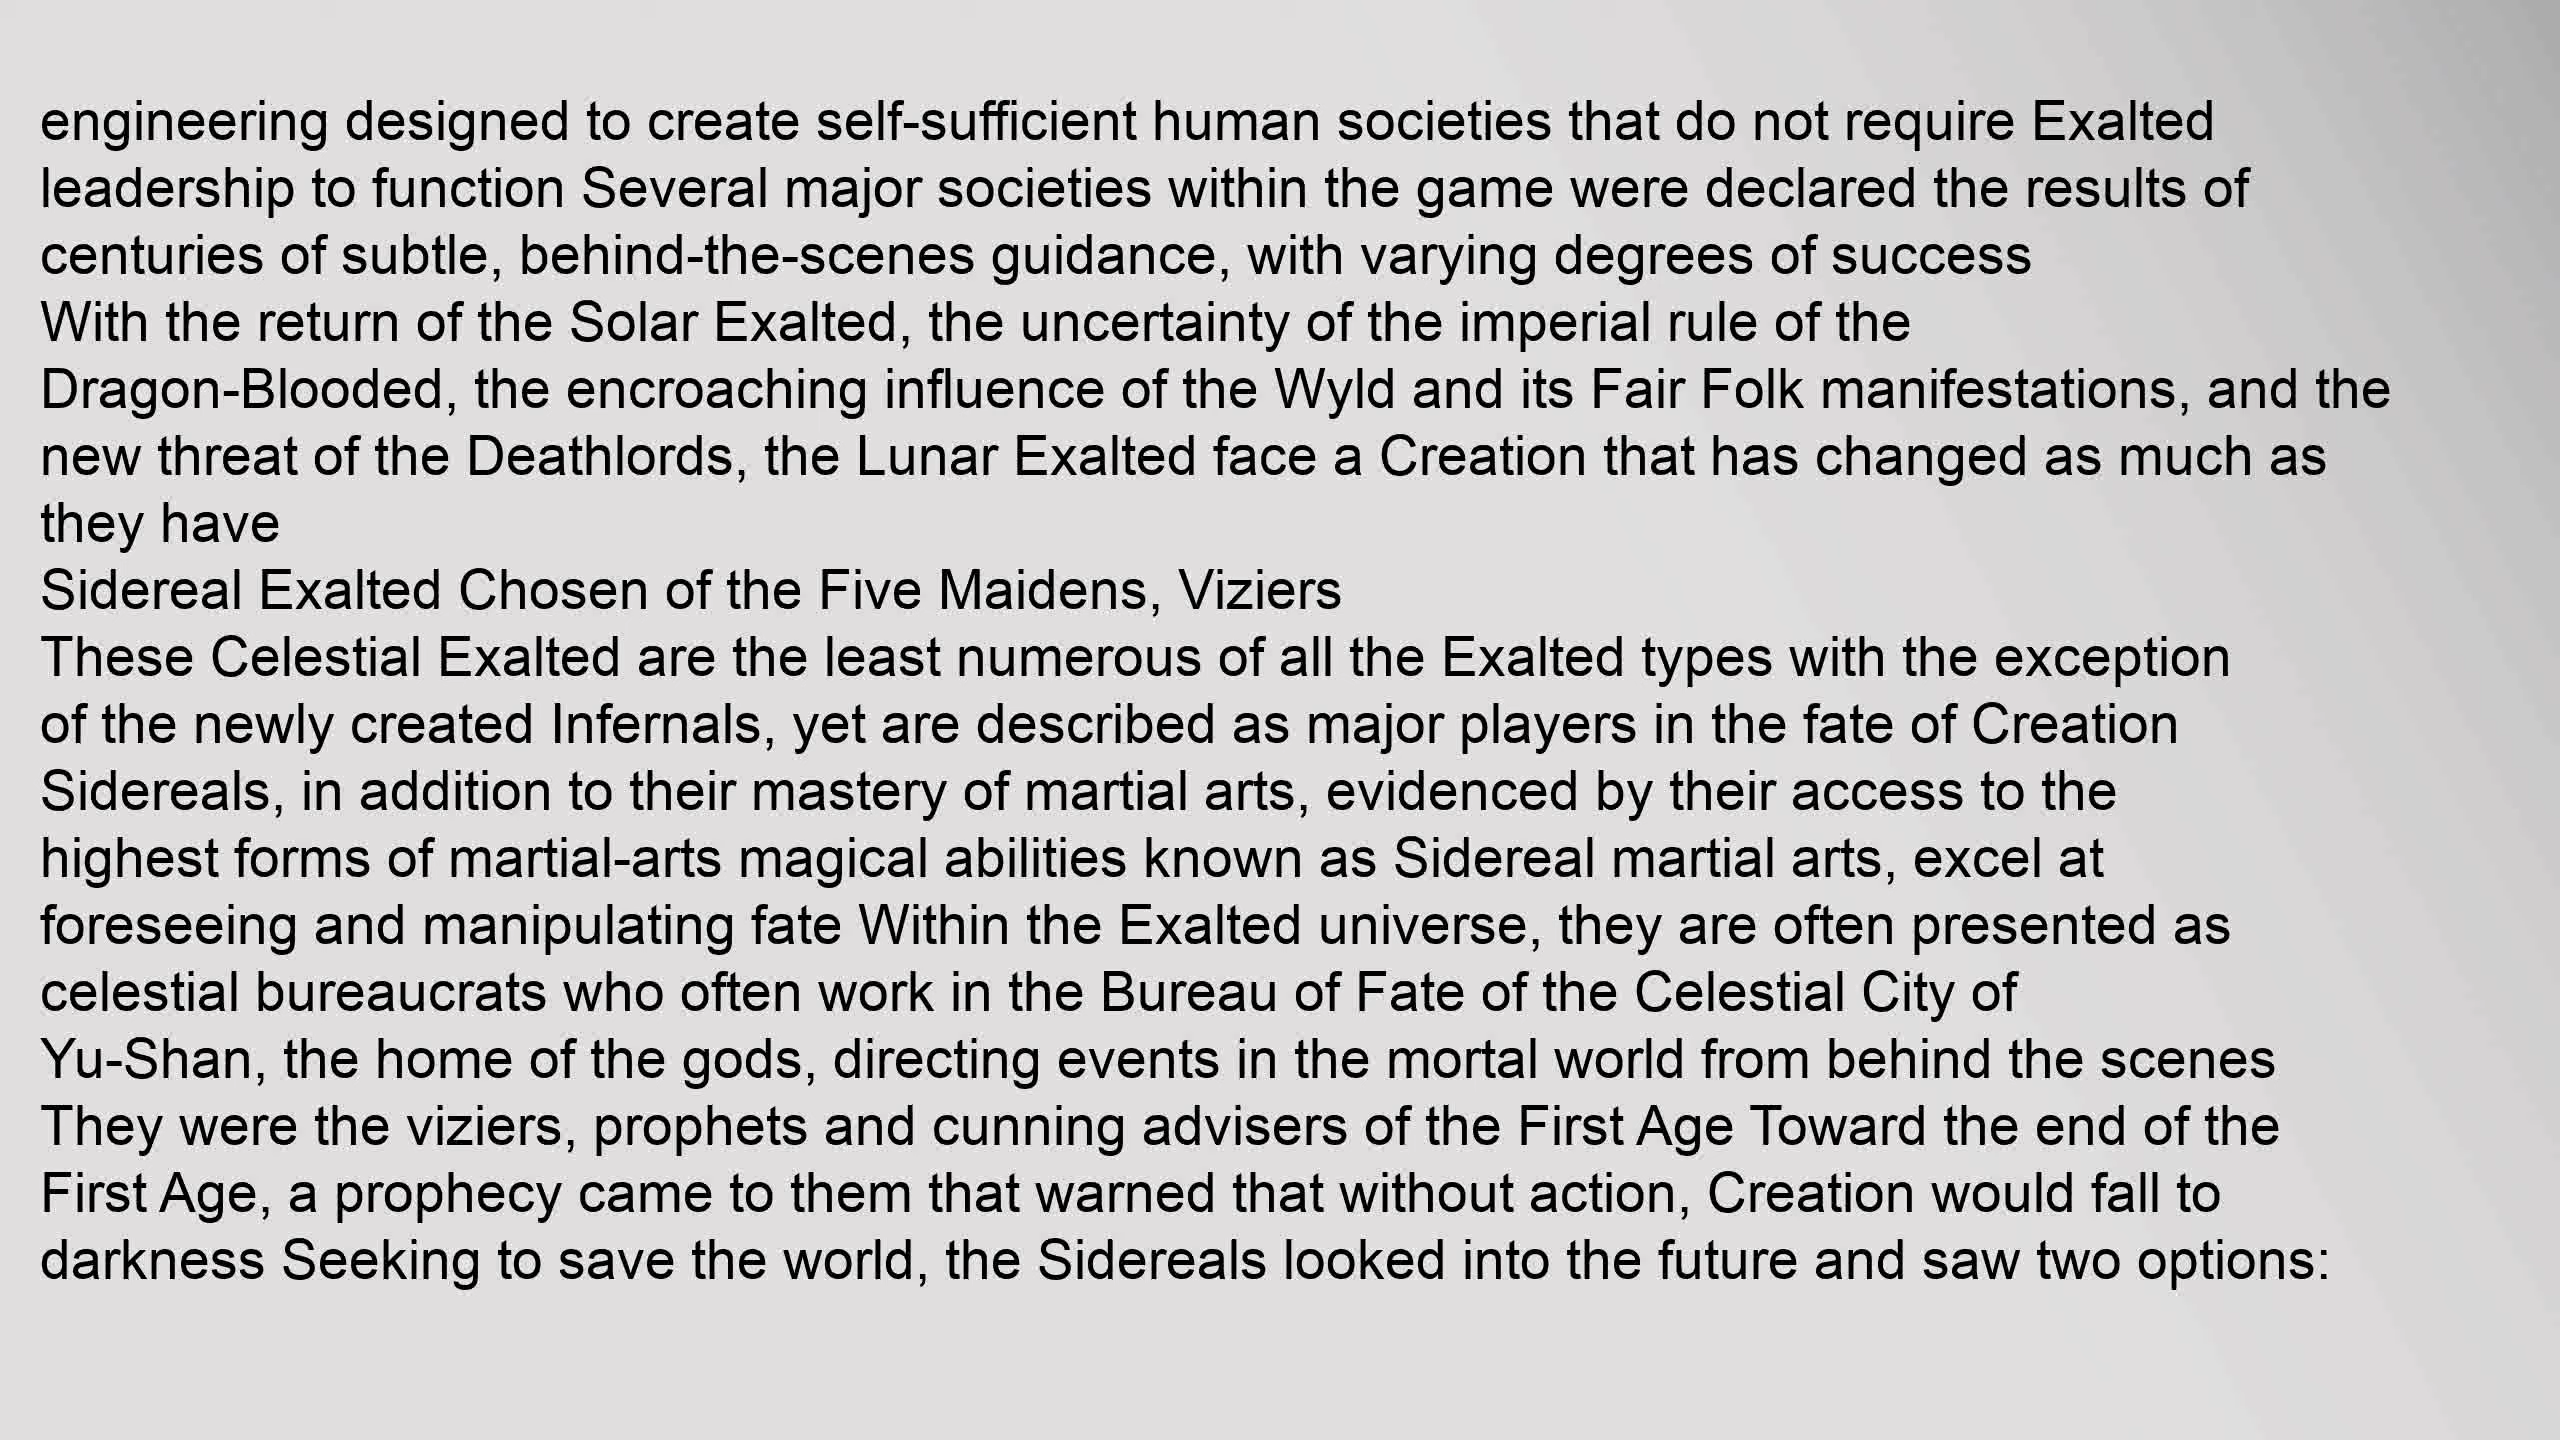 engineering designed to create self-sufficient human societies that do not require Exalted
leadership to function Several major societies within the game were declared the results of
centuries of subtle, behind-the-scenes guidance, with varying degrees of success
With the return of the Solar Exalted, the uncertainty of the imperial rule of the
Dragon-Blooded, the encroaching influence of the Wyld and its Fair Folk manifestations, and the
new threat of the Deathlords, the Lunar Exalted face a Creation that has changed as much as
they have
Sidereal Exalted Chosen of the Five Maidens, Viziers
These Celestial Exalted are the least numerous of all the Exalted types with the exception
of the newly created Infernals, yet are described as major players in the fate of Creation
Sidereals, in addition to their mastery of martial arts, evidenced by their access to the
highest forms of martial-arts magical abilities known as Sidereal martial arts, excel at
foreseeing and manipulating fate Within the Exalted universe, they are often presented as
celestial bureaucrats who often work in the Bureau of Fate of the Celestial City of
Yu-Shan, the home of the gods, directing events in the mortal world from behind the scenes
They were the viziers, prophets and cunning advisers of the First Age Toward the end of the
First Age, a prophecy came to them that warned that without action, Creation would fall to
darkness Seeking to save the world, the Sidereals looked into the future and saw two options: